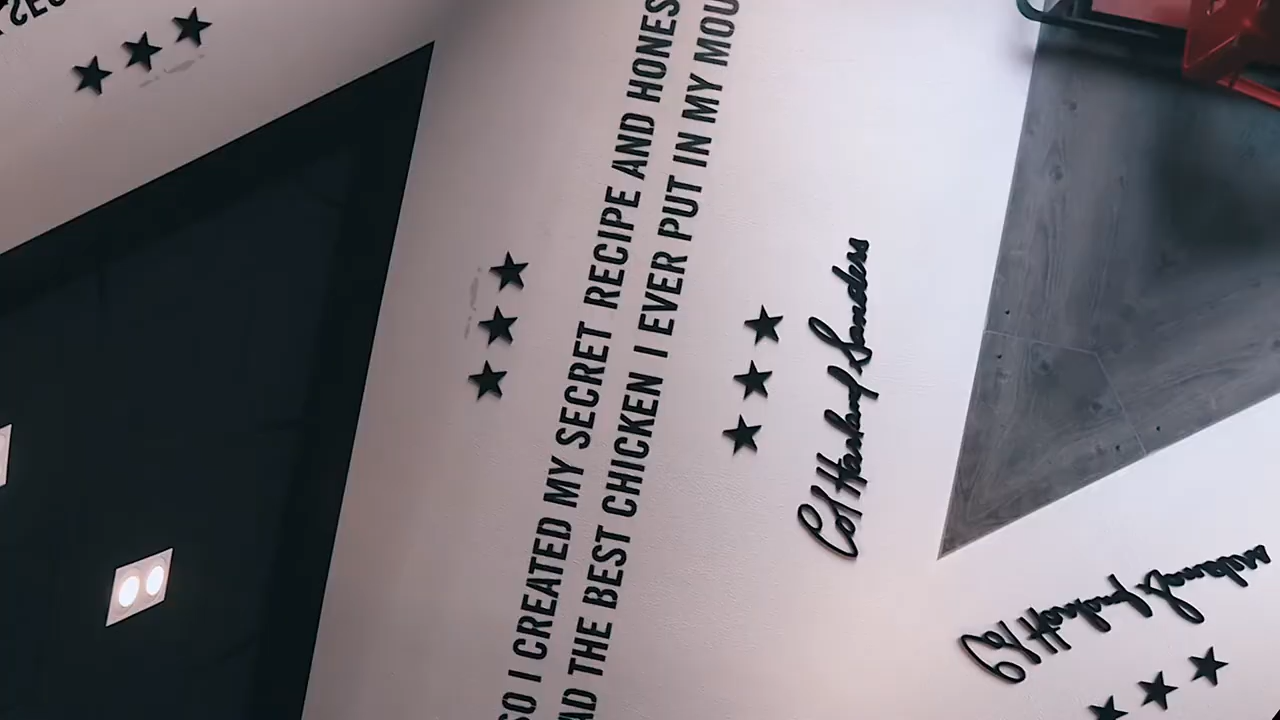 SO I CREATED MY SECRET RECIPE AND HONES
AD THE BEST CHICKEN I EVER PUT IN MY MOU
Col Harland Sanders
Col Harland Sanders